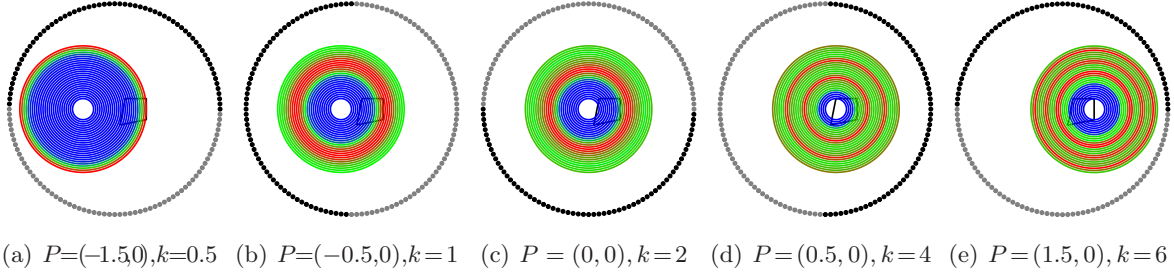 (a) P=(−1.5,0),k=0.5 (b) P=(−0.5,0),k=1 (c) P = (0,0),k=2 (d) P=(0.5, 0), k=4 (e) P=(1.5, 0), k=6